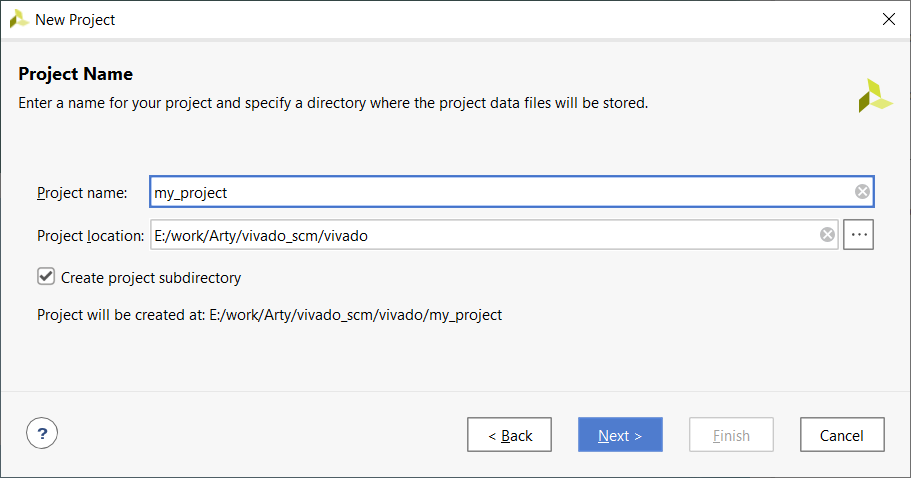 New Project
Project Name
Enter a name for your project and specify a directory where the project data files will be stored.
Project name: my_project
Project location: E:/work/Arty/vivado_scm/vivado ...
Create project subdirectory
Project will be created at: E:/work/Arty/vivado_scm/vivado/my_project
? < Back Next > Finish Cancel